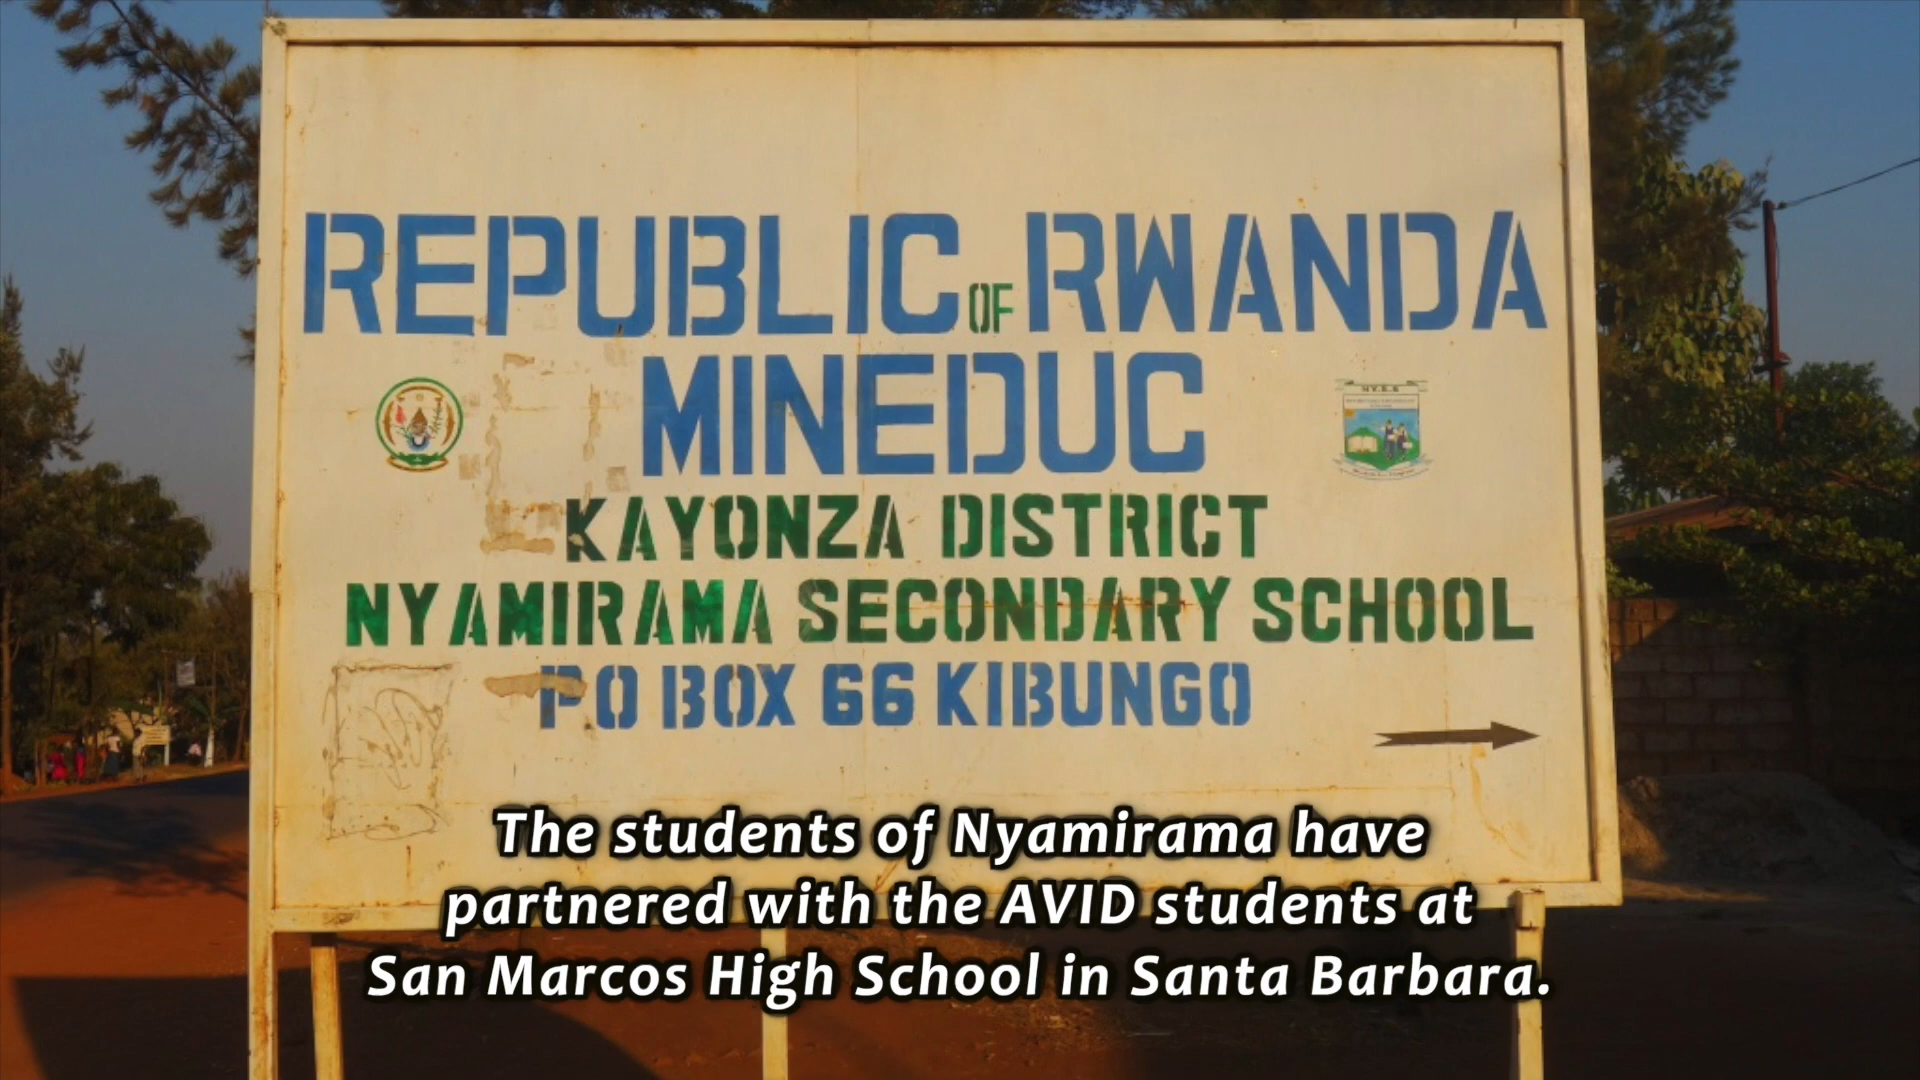 REPUBLIC OF RWANDA
MINEDUC
KAYONZA DISTRICT
NYAMIRAMA SECONDARY SCHOOL
PO BOX 66 KIBUNGO
The students of Nyamirama have
partnered with the AVID students at
San Marcos High School in Santa Barbara.